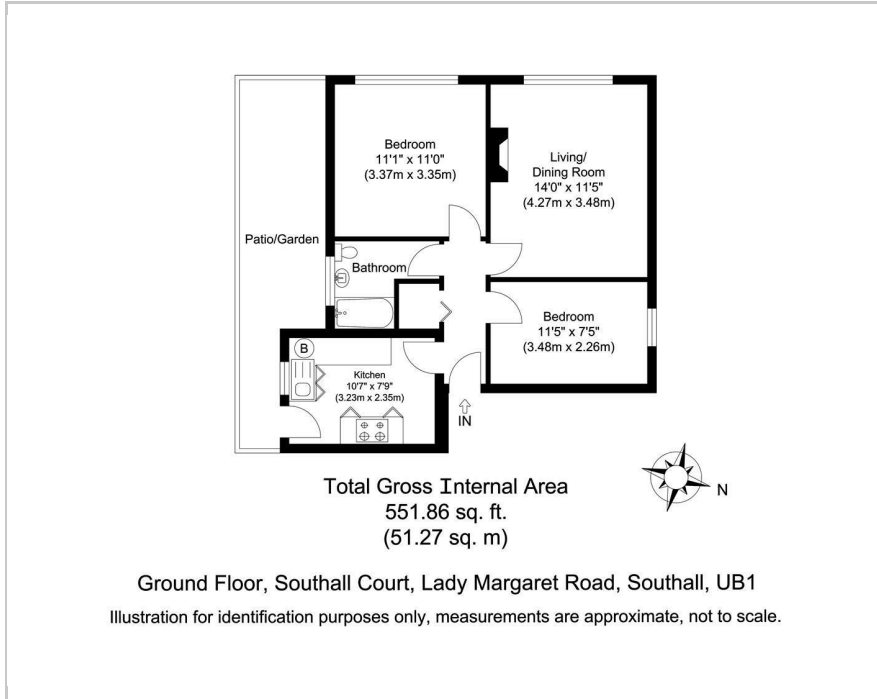 Bedroom
11'1" x 11'0"
(3.37m x 3.35m)
Living/
Dining Room
14'0" x 11'5"
(4.27m x 3.48m)
Patio/Garden
Bathroom
Bedroom
11'5" x 7'5"
(3.48m x 2.26m)
B
Kitchen
10'7" x 7'9"
(3.23m x 2.35m)
IN
N
Total Gross Internal Area
551.86 sq. ft.
(51.27 sq. m)
Ground Floor, Southall Court, Lady Margaret Road, Southall, UB1
Illustration for identification purposes only, measurements are approximate, not to scale.